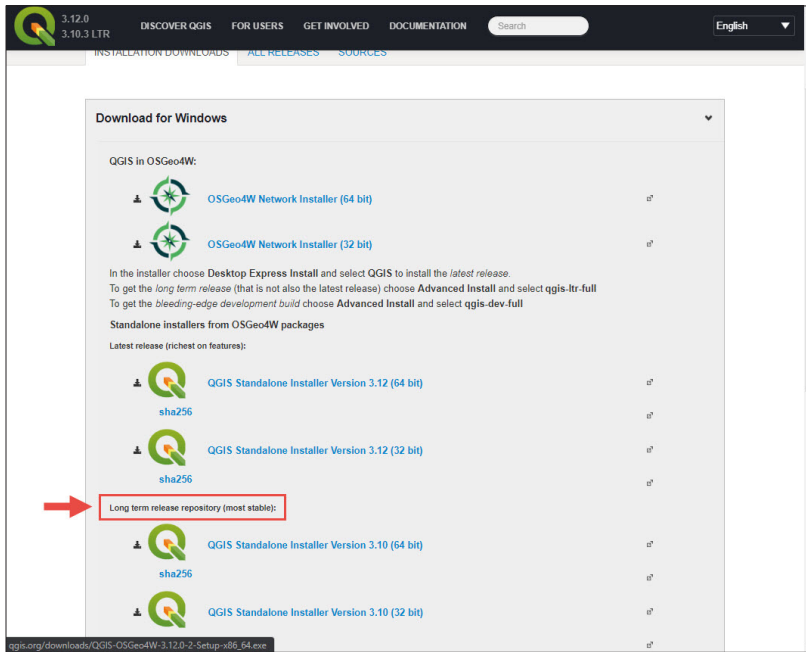 3.12.0
3.10.3 LTR
DISCOVER QGIS FOR USERS GET INVOLVED DOCUMENTATION Search English
INSTALLATION DOWNLOADS ALL RELEASES SOURCES
Download for Windows
QGIS in OSGeo4W:
OSGeo4W Network Installer (64 bit)
OSGeo4W Network Installer (32 bit)
In the installer choose Desktop Express Install and select QGIS to install the latest release.
To get the long term release (that is not also the latest release) choose Advanced Install and select qgis-ltr-full
To get the bleeding-edge development build choose Advanced Install and select qgis-dev-full
Standalone installers from OSGeo4W packages
Latest release (richest on features):
QGIS Standalone Installer Version 3.12 (64 bit)
sha256
QGIS Standalone Installer Version 3.12 (32 bit)
sha256
Long term release repository (most stable):
QGIS Standalone Installer Version 3.10 (64 bit)
sha256
QGIS Standalone Installer Version 3.10 (32 bit)
qgis.org/downloads/QGIS-OSGeo4W-3.12.0-2-Setup-x86_64.exe